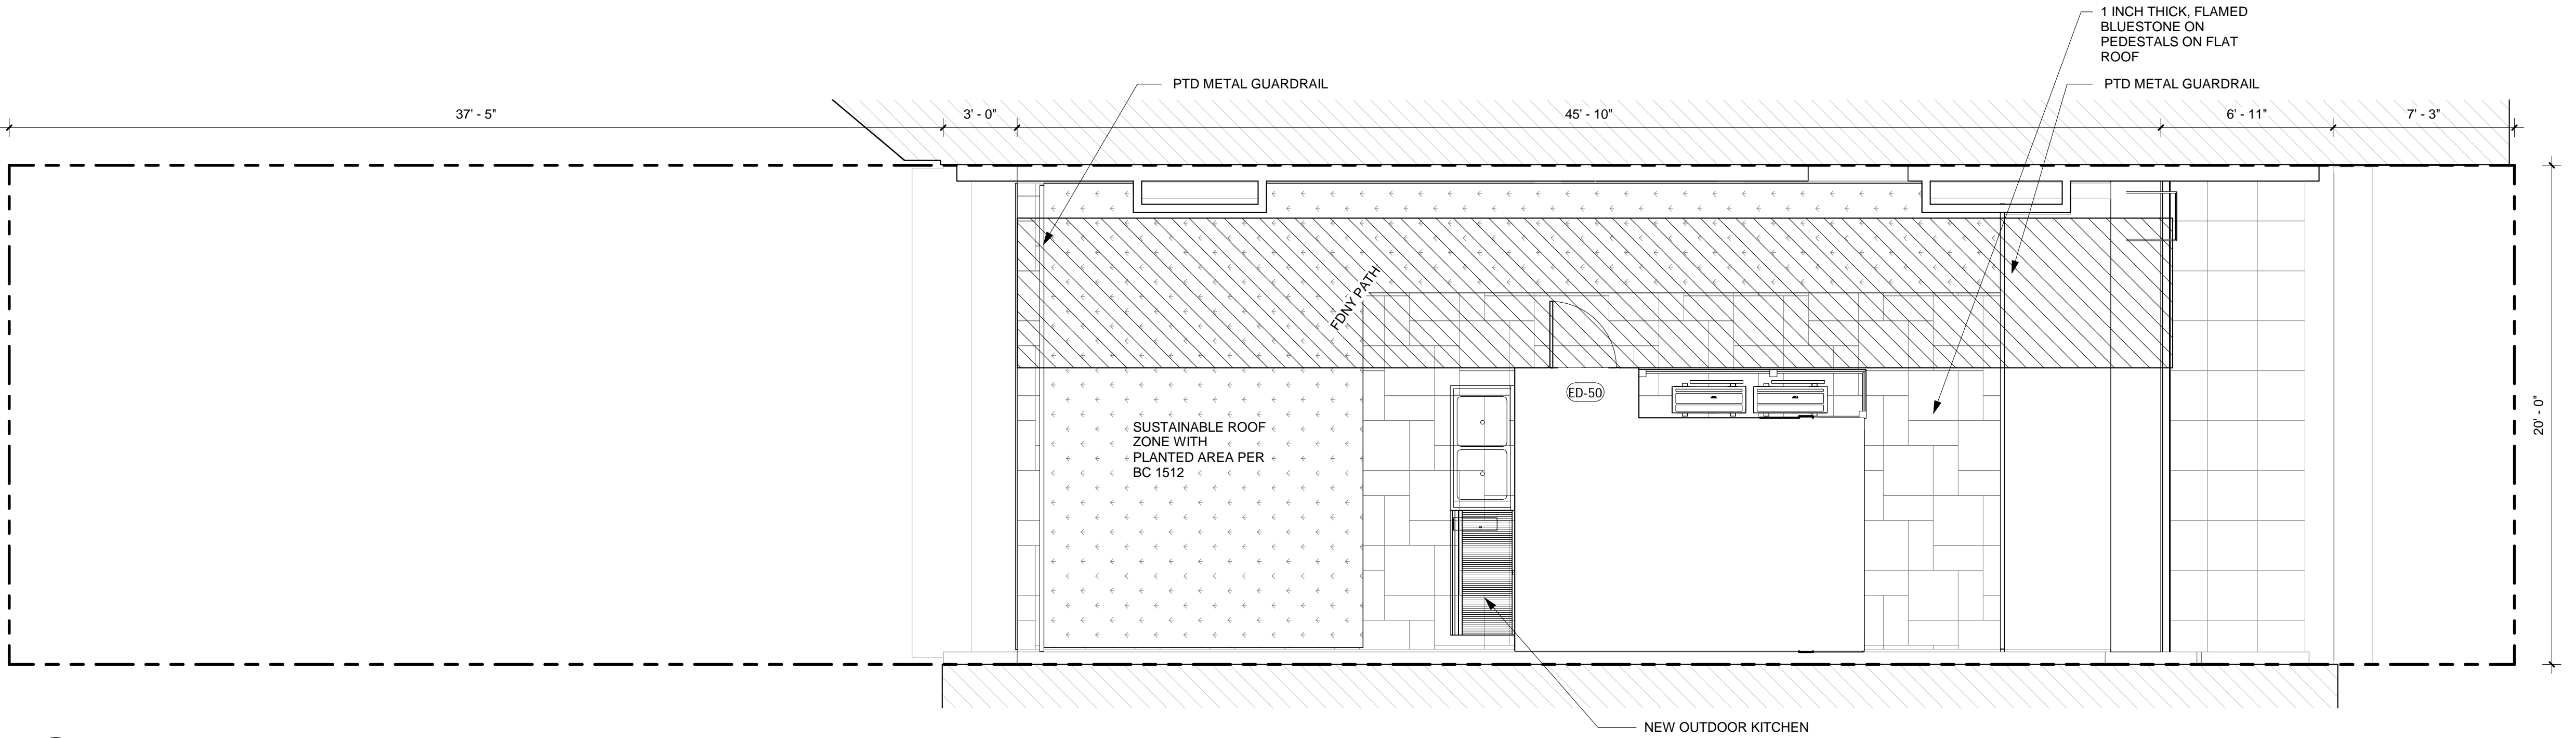 1 INCH THICK, FLAMED
BLUESTONE ON
PEDESTALS ON FLAT
ROOF
PTD METAL GUARDRAIL
PTD METAL GUARDRAIL
37' - 5"
3' - 0"
45' - 10"
6' - 11"
7' - 3"
FDNY PATH
ED-50
20' - 0"
SUSTAINABLE ROOF
ZONE WITH
PLANTED AREA PER
BC 1512
NEW OUTDOOR KITCHEN